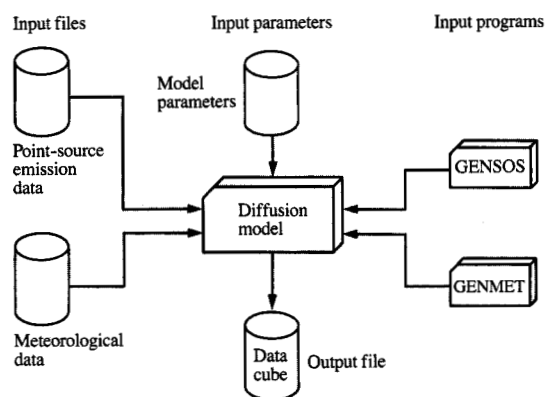 Input files
Input parameters
Input programs
Model
parameters
Point-source
emission
data
GENSOS
Diffusion
model
GENMET
Meteorological
data
Data
cube
Output file